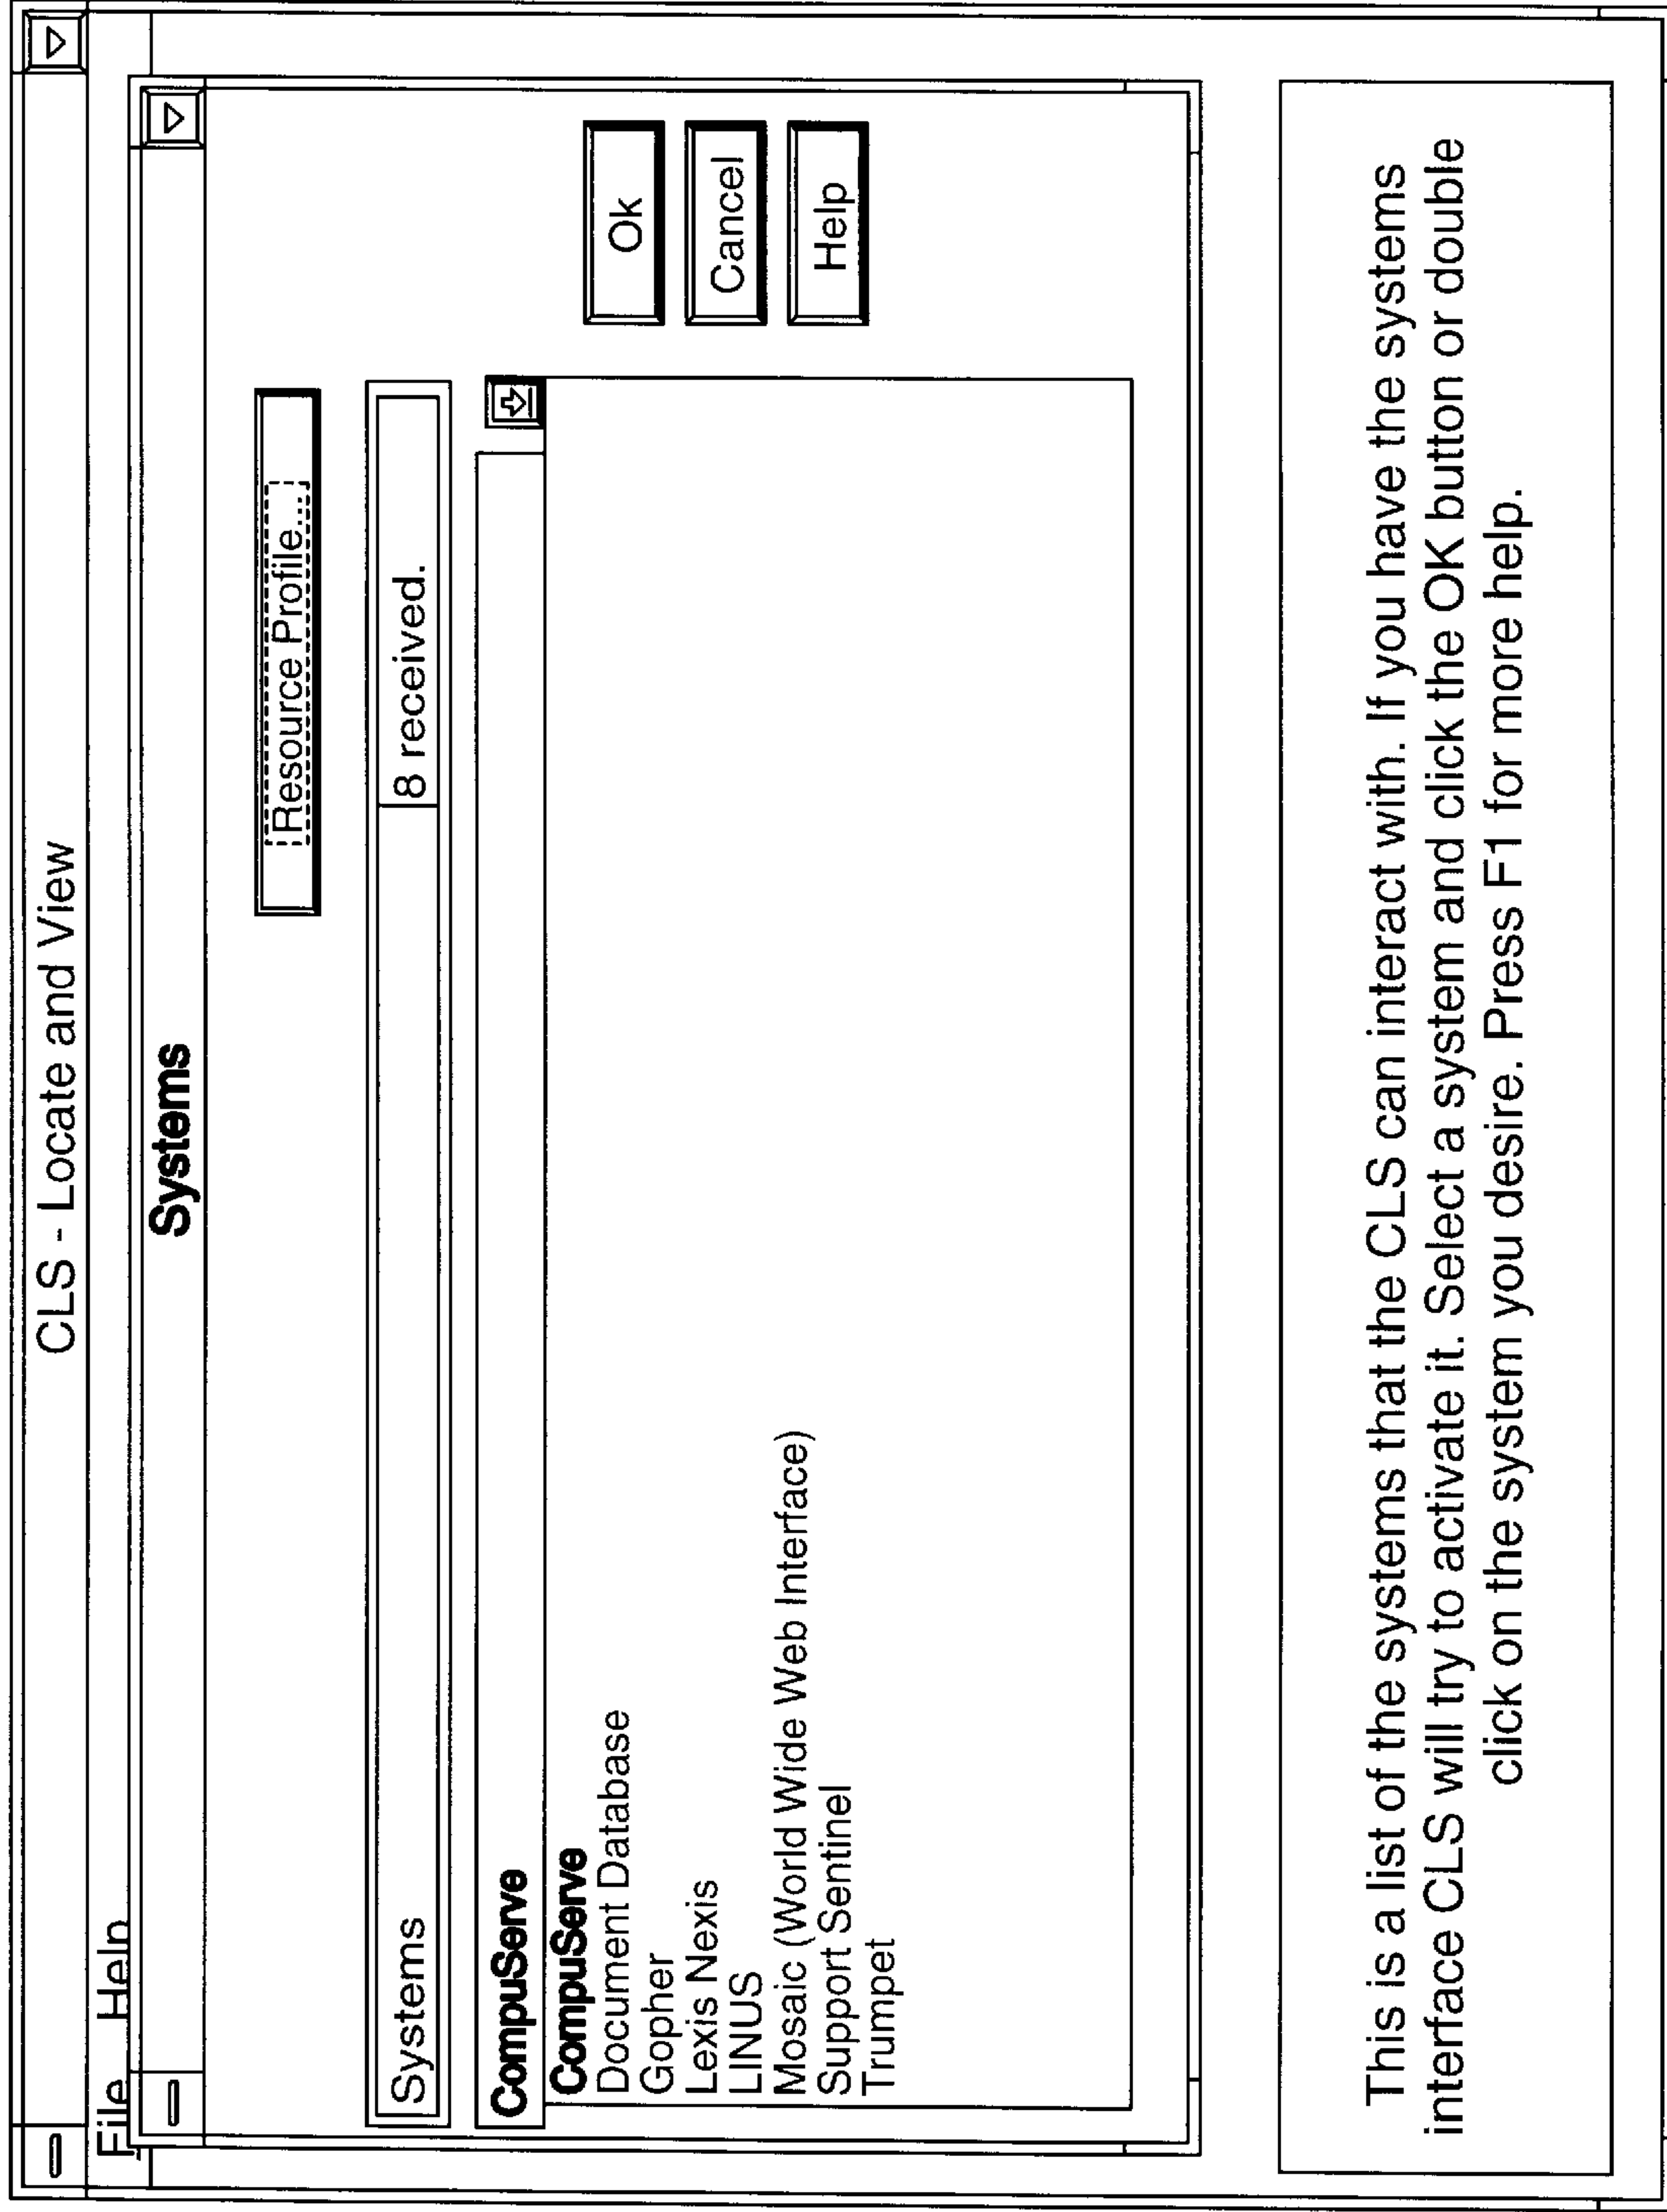 CLS - Locate and View
File Help
Systems
Resource Profile...
Systems 8 received.
CompuServe
CompuServe
Document Database
Gopher
Lexis Nexis
LINUS
Mosaic (World Wide Web Interface)
Support Sentinel
Trumpet
Ok
Cancel
Help
This is a list of the systems that the CLS can interact with. If you have the systems
interface CLS will try to activate it. Select a system and click the OK button or double
click on the system you desire. Press F1 for more help.